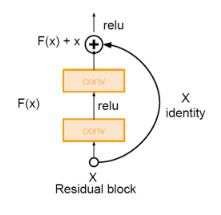 relu
F(x) + x
conv
F(x)
relu
conv
X
identity
X
Residual block